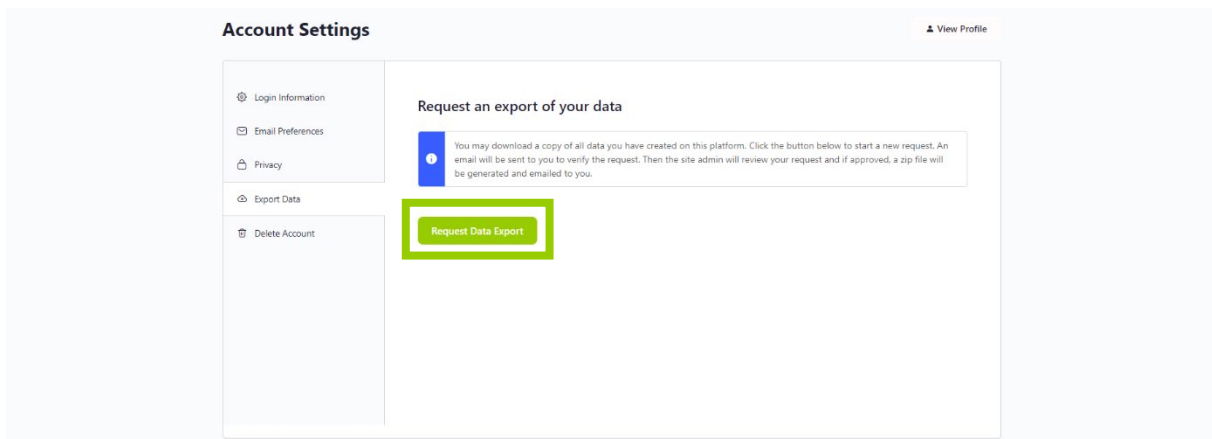 Account Settings
View Profile
Login Information
Email Preferences
Privacy
Export Data
Delete Account
Request an export of your data
You may download a copy of all data you have created on this platform. Click the button below to start a new request. An
email will be sent to you to verify the request. Then the site admin will review your request and if approved, a zip file will
be generated and emailed to you.
Request Data Export